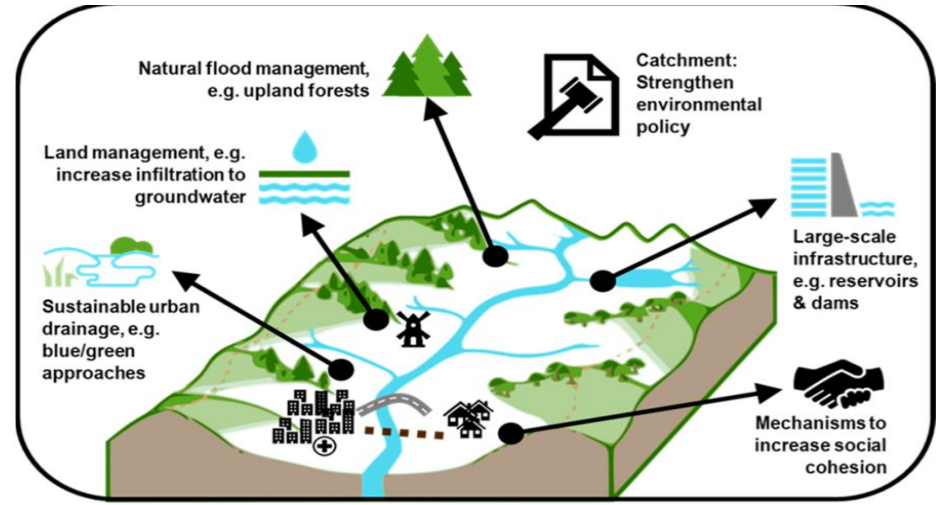 Natural flood management,
e.g. upland forests
Catchment:
Strengthen
environmental
policy
Land management, e.g.
increase infiltration to
groundwater
Large-scale
infrastructure,
e.g. reservoirs
& dams
Sustainable urban
drainage, e.g.
blue/green
approaches
Mechanisms to
increase social
cohesion